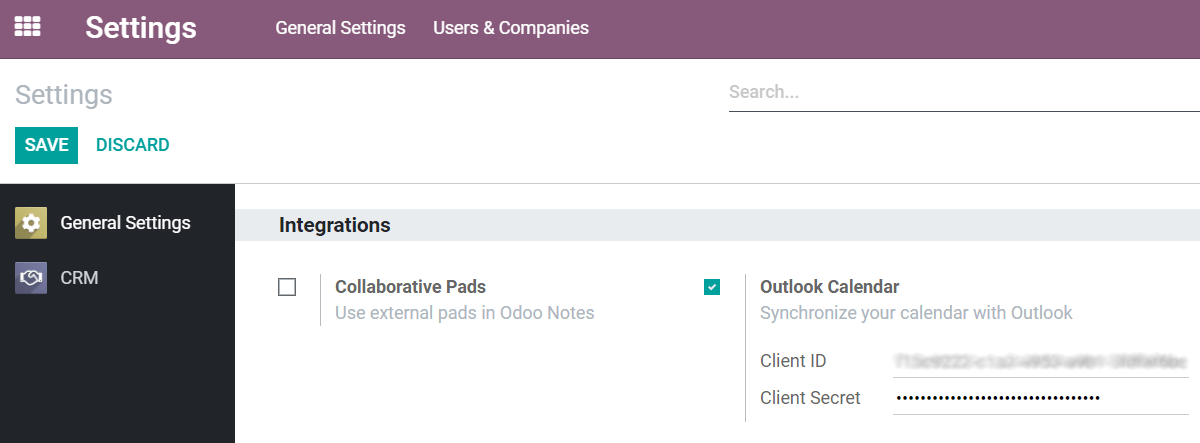 Settings General Settings Users & Companies
Settings
Search...
SAVE DISCARD
General Settings
CRM
Integrations
Collaborative Pads
Use external pads in Odoo Notes
Outlook Calendar
Synchronize your calendar with Outlook
Client ID
Client Secret ••••••••••••••••••••••••••••••••••